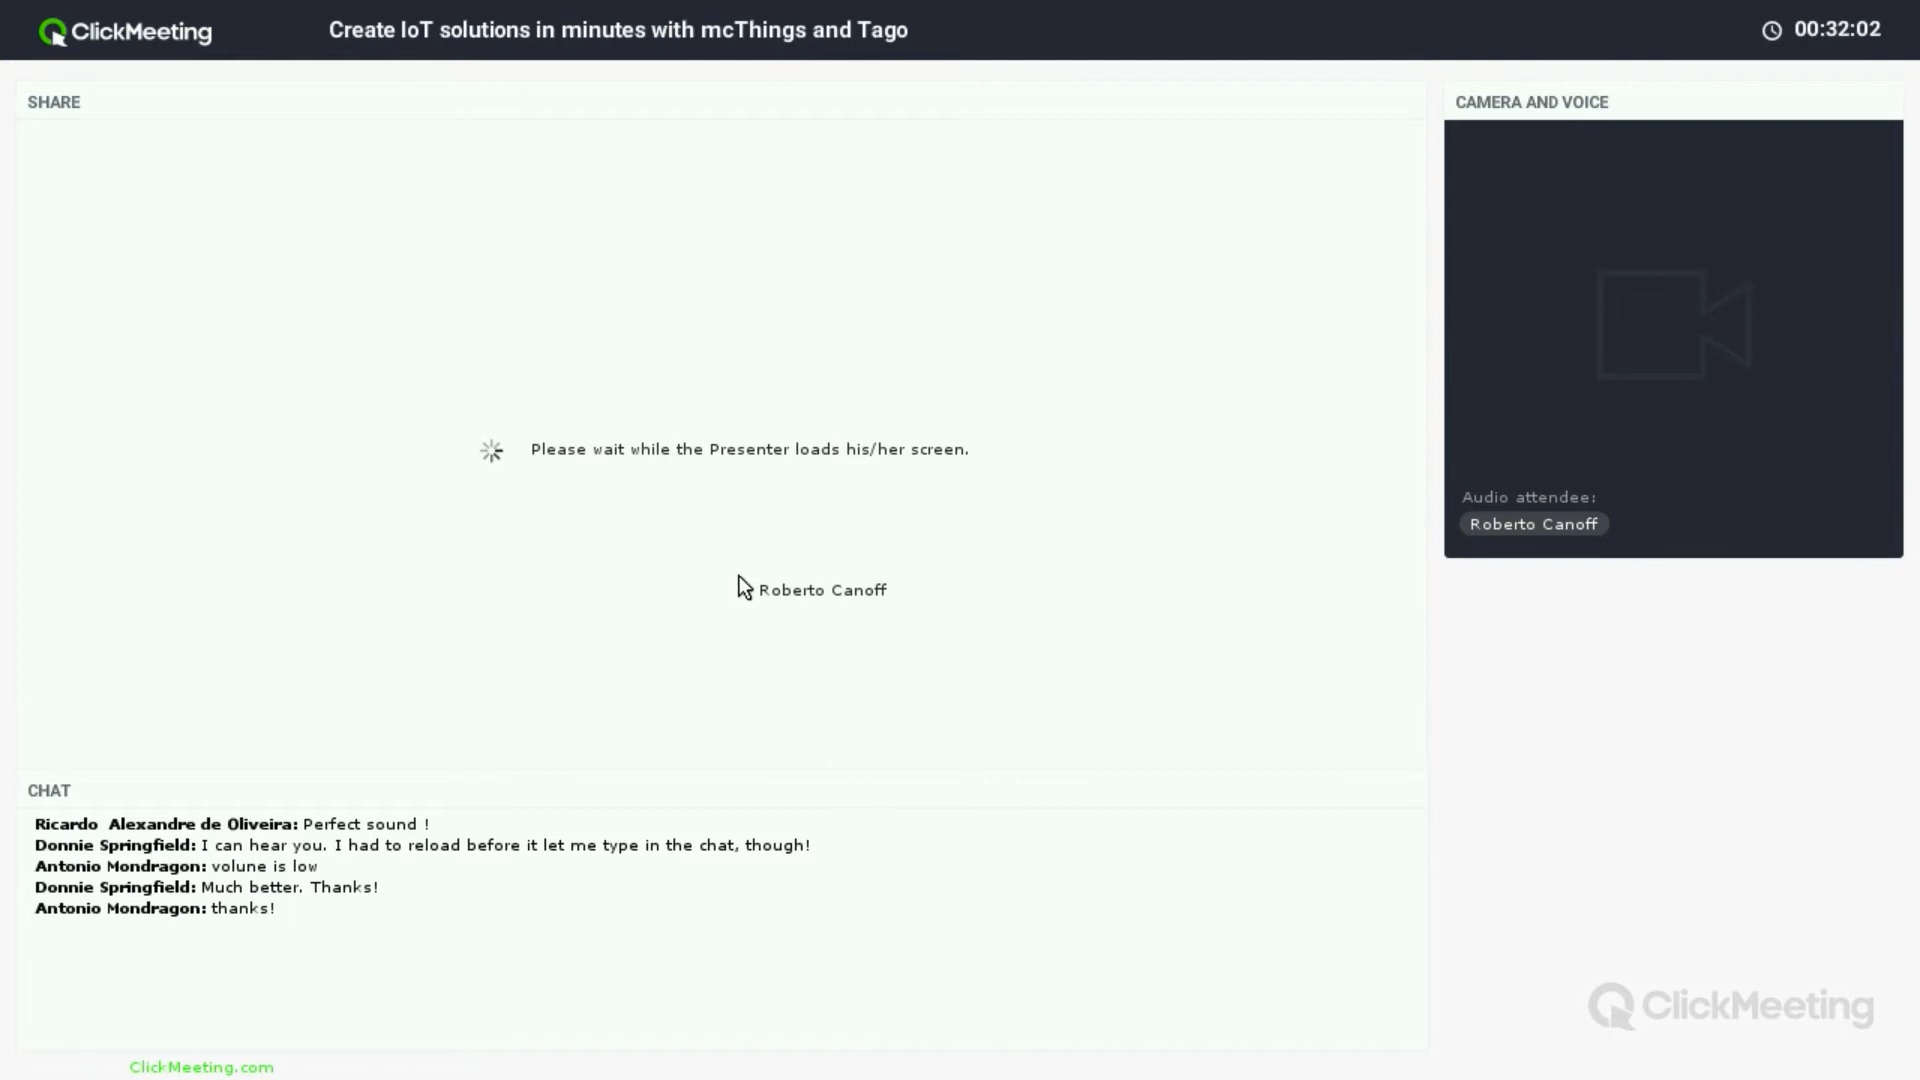 ClickMeeting
Create IoT solutions in minutes with mcThings and Tago
00:32:02
SHARE
CAMERA AND VOICE
Please wait while the Presenter loads his/her screen.
Audio attendee:
Roberto Canoff
Roberto Canoff
CHAT
Ricardo Alexandre de Oliveira: Perfect sound !
Donnie Springfield: I can hear you. I had to reload before it let me type in the chat, though!
Antonio Mondragon: volune is low
Donnie Springfield: Much better. Thanks!
Antonio Mondragon: thanks!
ClickMeeting
ClickMeeting.com